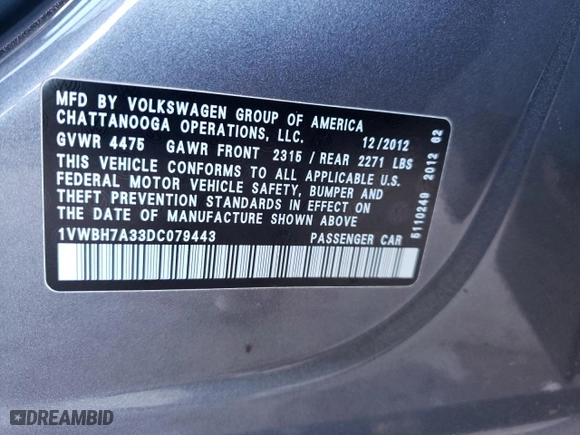 MFD BY VOLKSWAGEN GROUP OF AMERICA
CHATTANOOGA OPERATIONS, LLC. 12/2012
GVWR 4475 GAWR FRONT 2315 / REAR 2271 LBS
THIS VEHICLE CONFORMS TO ALL APPLICABLE U.S.
FEDERAL MOTOR VEHICLE SAFETY, BUMPER AND
THEFT PREVENTION STANDARDS IN EFFECT ON
THE DATE OF MANUFACTURE SHOWN ABOVE
1VWBH7A33DC079443 PASSENGER CAR
5110249 2012 62
DREAMBID